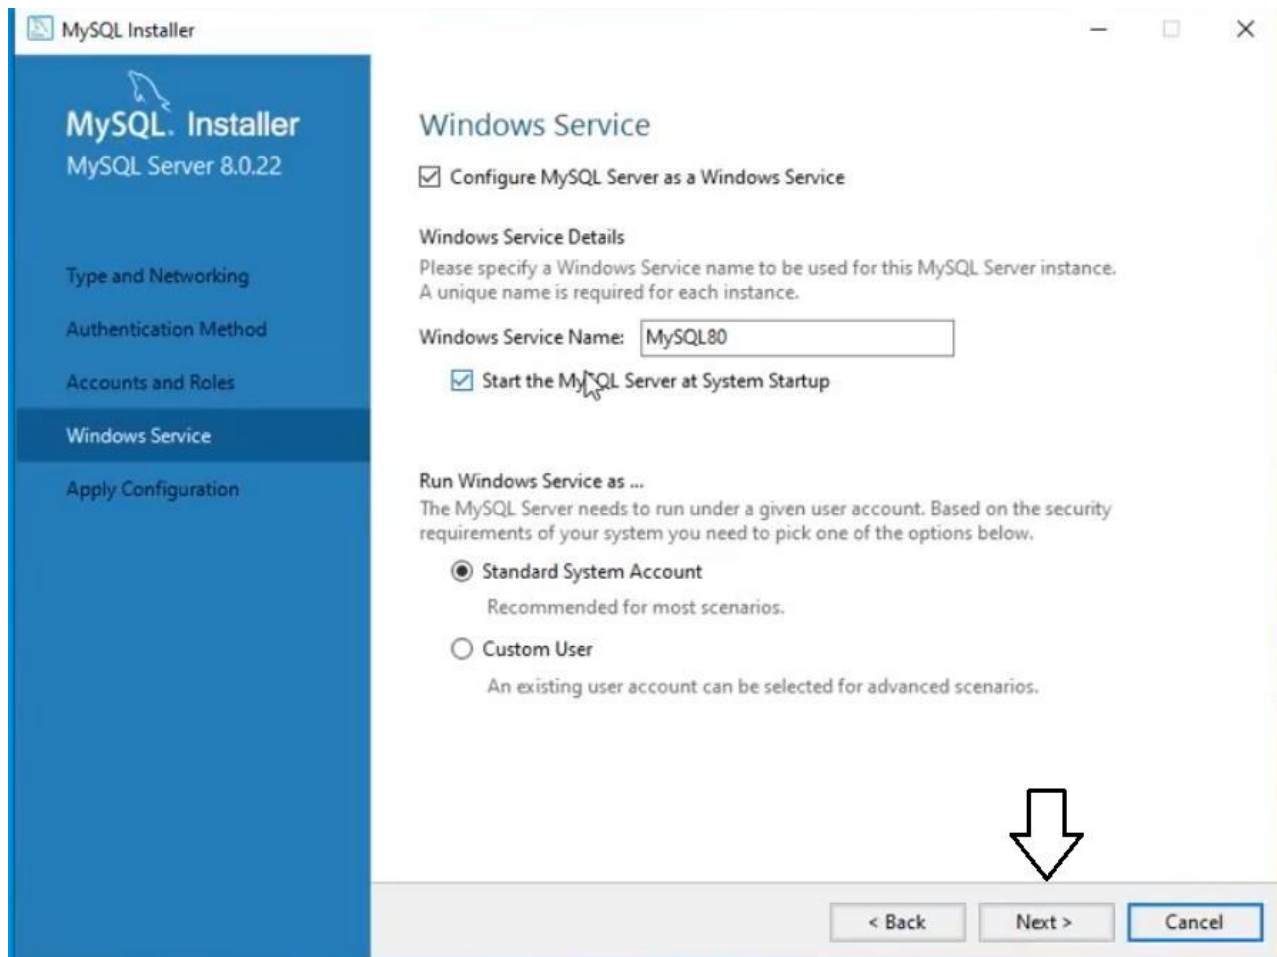 MySQL Installer
MySQL. Installer
MySQL Server 8.0.22
Type and Networking
Authentication Method
Accounts and Roles
Windows Service
Apply Configuration
Windows Service
Configure MySQL Server as a Windows Service
Windows Service Details
Please specify a Windows Service name to be used for this MySQL Server instance.
A unique name is required for each instance.
Windows Service Name: MySQL80
Start the MySQL Server at System Startup
Run Windows Service as ...
The MySQL Server needs to run under a given user account. Based on the security
requirements of your system you need to pick one of the options below.
Standard System Account
Recommended for most scenarios.
Custom User
An existing user account can be selected for advanced scenarios.
< Back Next > Cancel